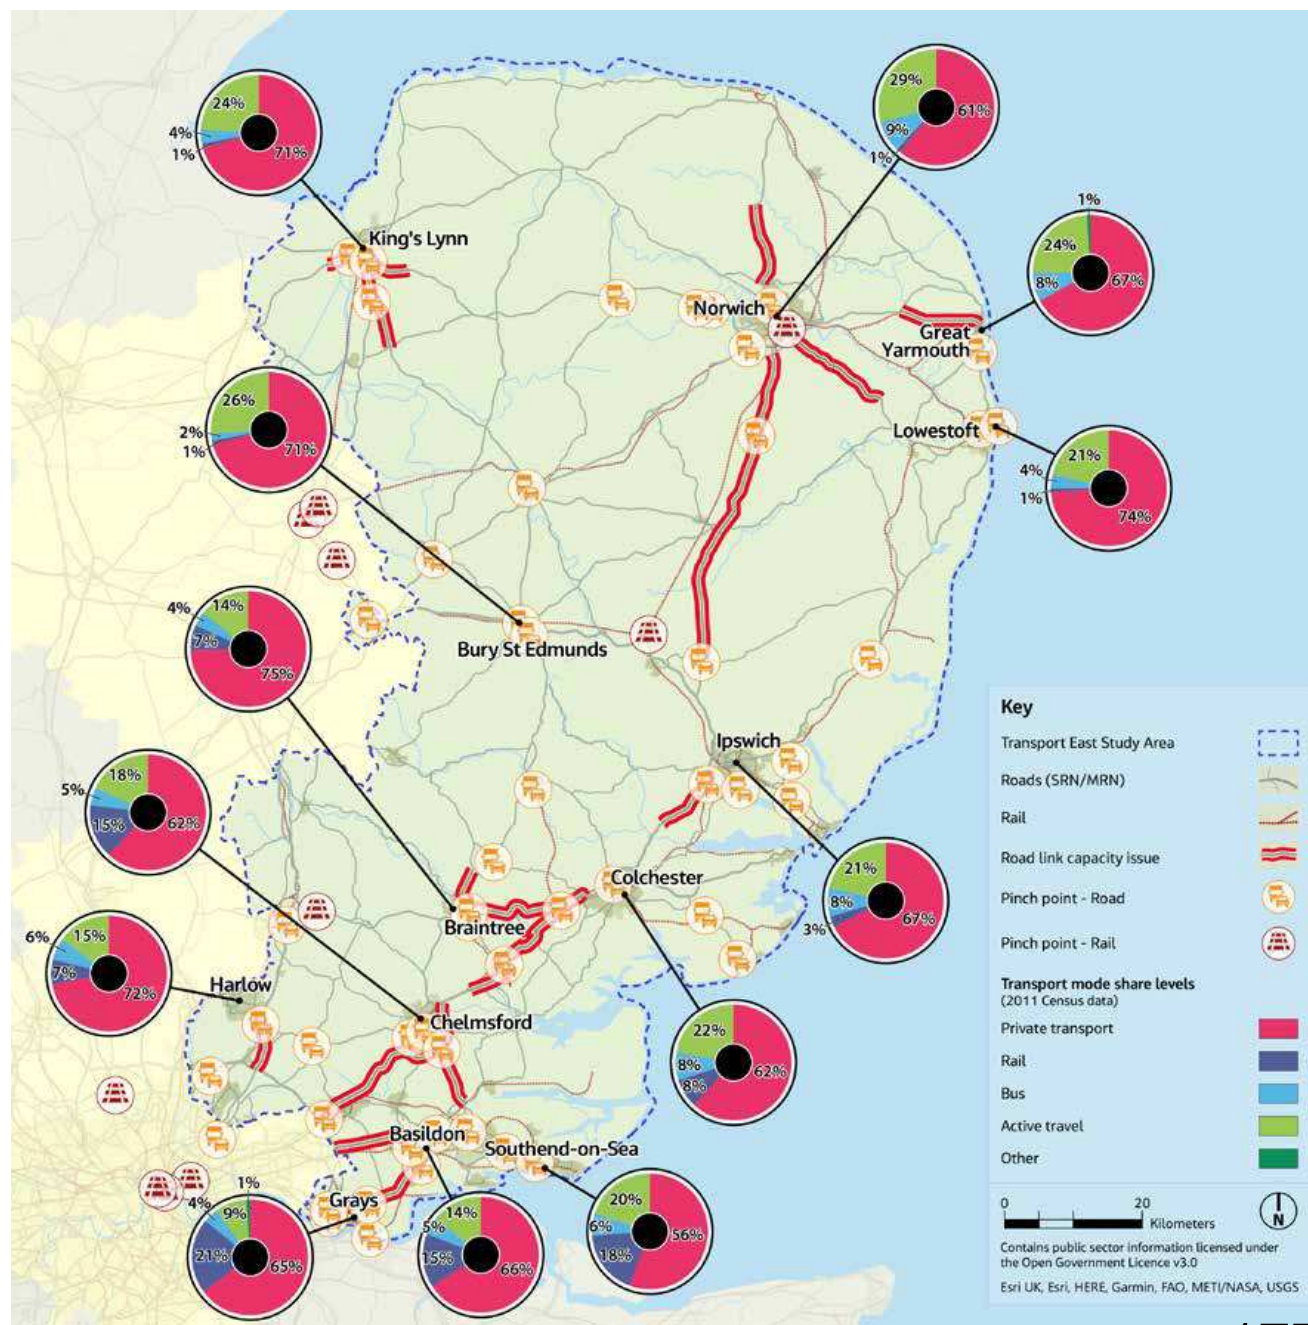 24%
4%
1%
71%
King's Lynn
29%
9%
1%
61%
Norwich
1%
24%
8%
67%
Great
Yarmouth
Lowestoft
21%
4%
1%
74%
26%
2%
1%
71%
Bury St Edmunds
14%
4%
7%
75%
Braintree
Ipswich
21%
8%
3%
67%
18%
5%
15%
62%
Colchester
22%
8%
8%
62%
15%
6%
7%
72%
Harlow
Chelmsford
Basildon
Southend-on-Sea
Grays
1%
4%
9%
21%
65%
14%
5%
15%
66%
20%
6%
18%
56%
Key
Transport East Study Area
Roads (SRN/MRN)
Rail
Road link capacity issue
Pinch point - Road
Pinch point - Rail
Transport mode share levels
(2011 Census data)
Private transport
Rail
Bus
Active travel
Other
0 20
Kilometers
N
Contains public sector information licensed under
the Open Government Licence v3.0
Esri UK, Esri, HERE, Garmin, FAO, METI/NASA, USGS